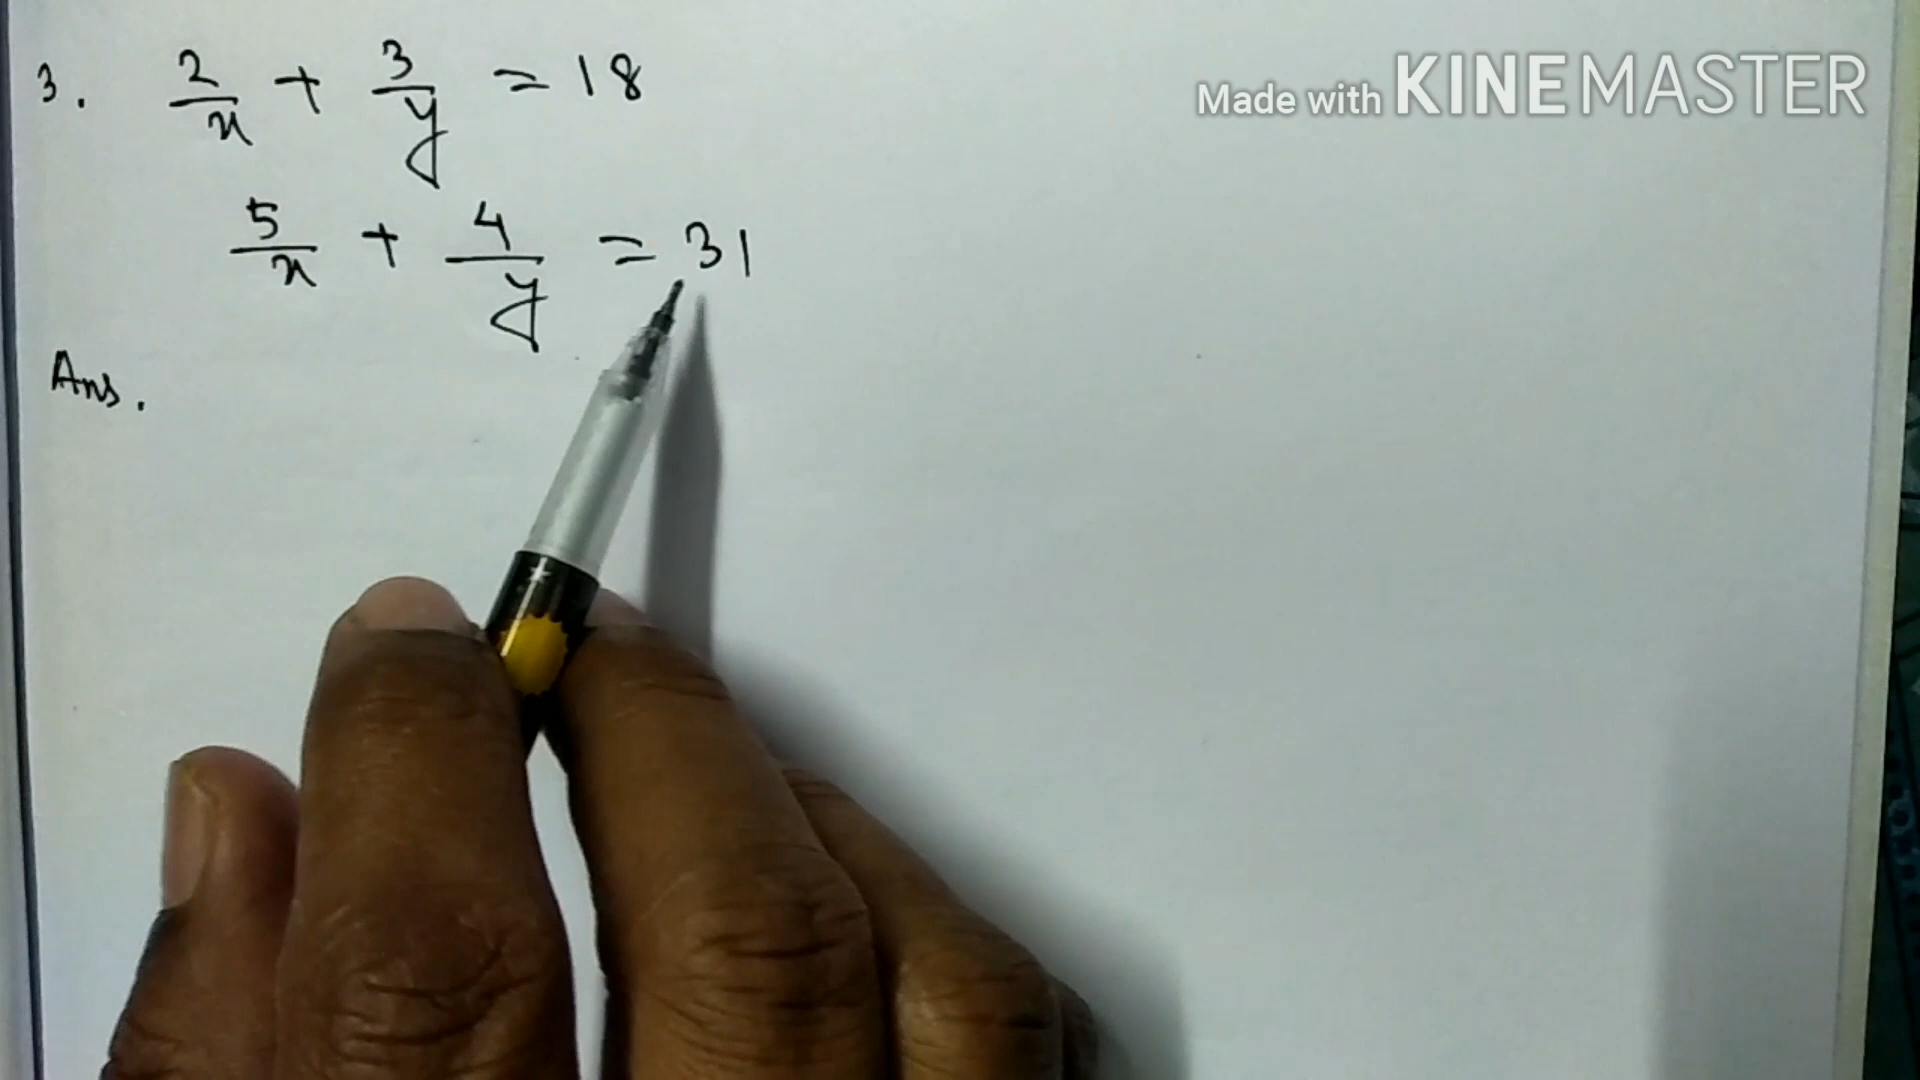 3. 2/x + 3/y = 18
5/x + 4/y = 31
Ans.
Made with KINEMASTER